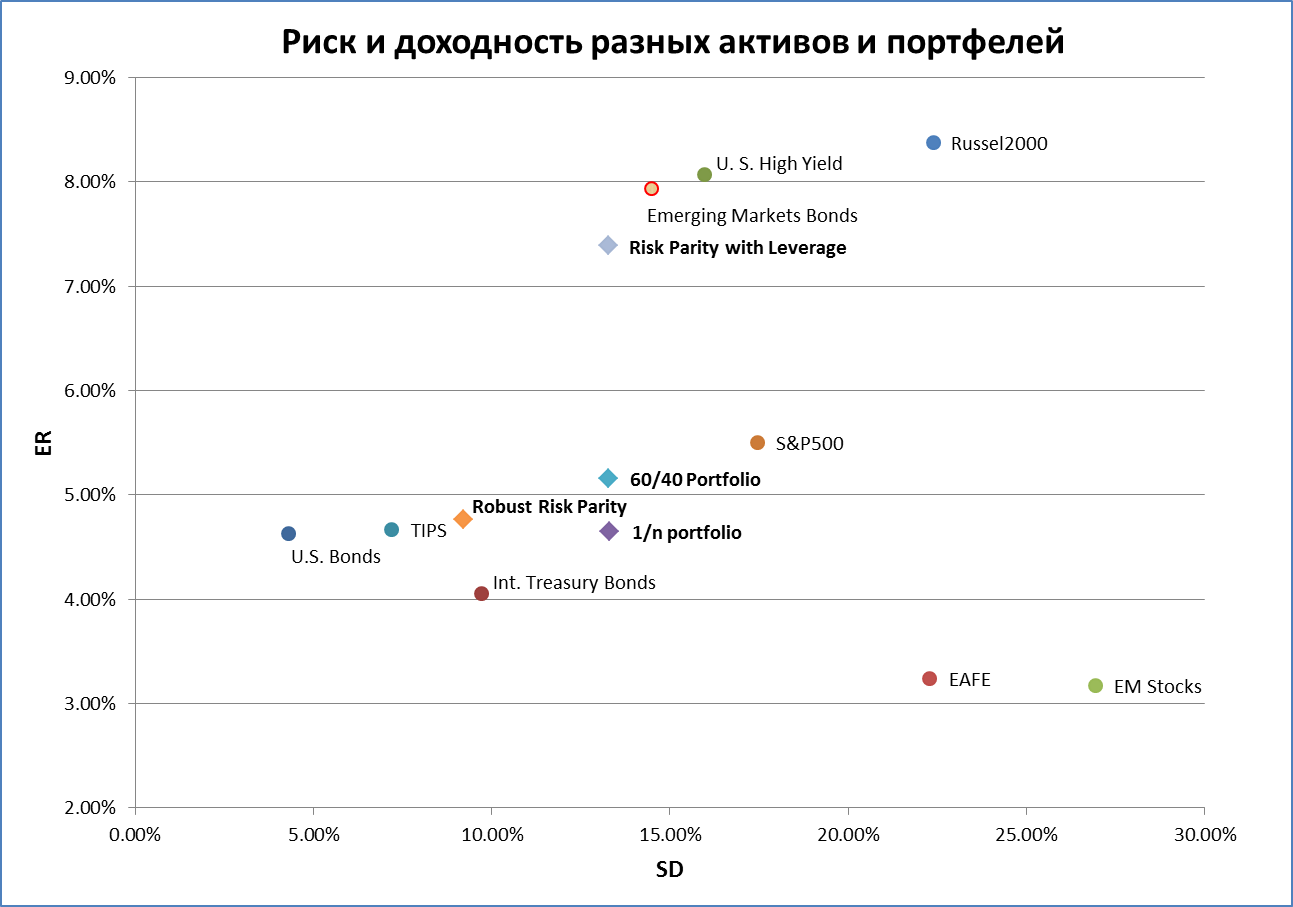 Риск и доходность разных активов и портфелей
9.00%
Russel2000
U. S. High Yield
8.00%
Emerging Markets Bonds
Risk Parity with Leverage
7.00%
6.00%
ER
S&P500
60/40 Portfolio
5.00%
Robust Risk Parity
TIPS
1/n portfolio
U.S. Bonds
Int. Treasury Bonds
4.00%
EAFE
EM Stocks
3.00%
2.00%
0.00% 5.00% 10.00% 15.00% 20.00% 25.00% 30.00%
SD